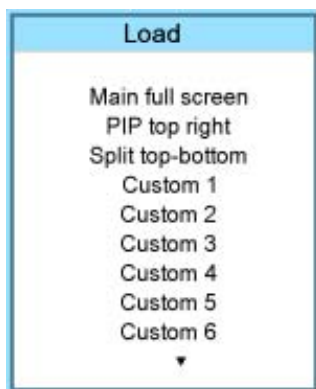 Load
Main full screen
PIP top right
Split top-bottom
Custom 1
Custom 2
Custom 3
Custom 4
Custom 5
Custom 6